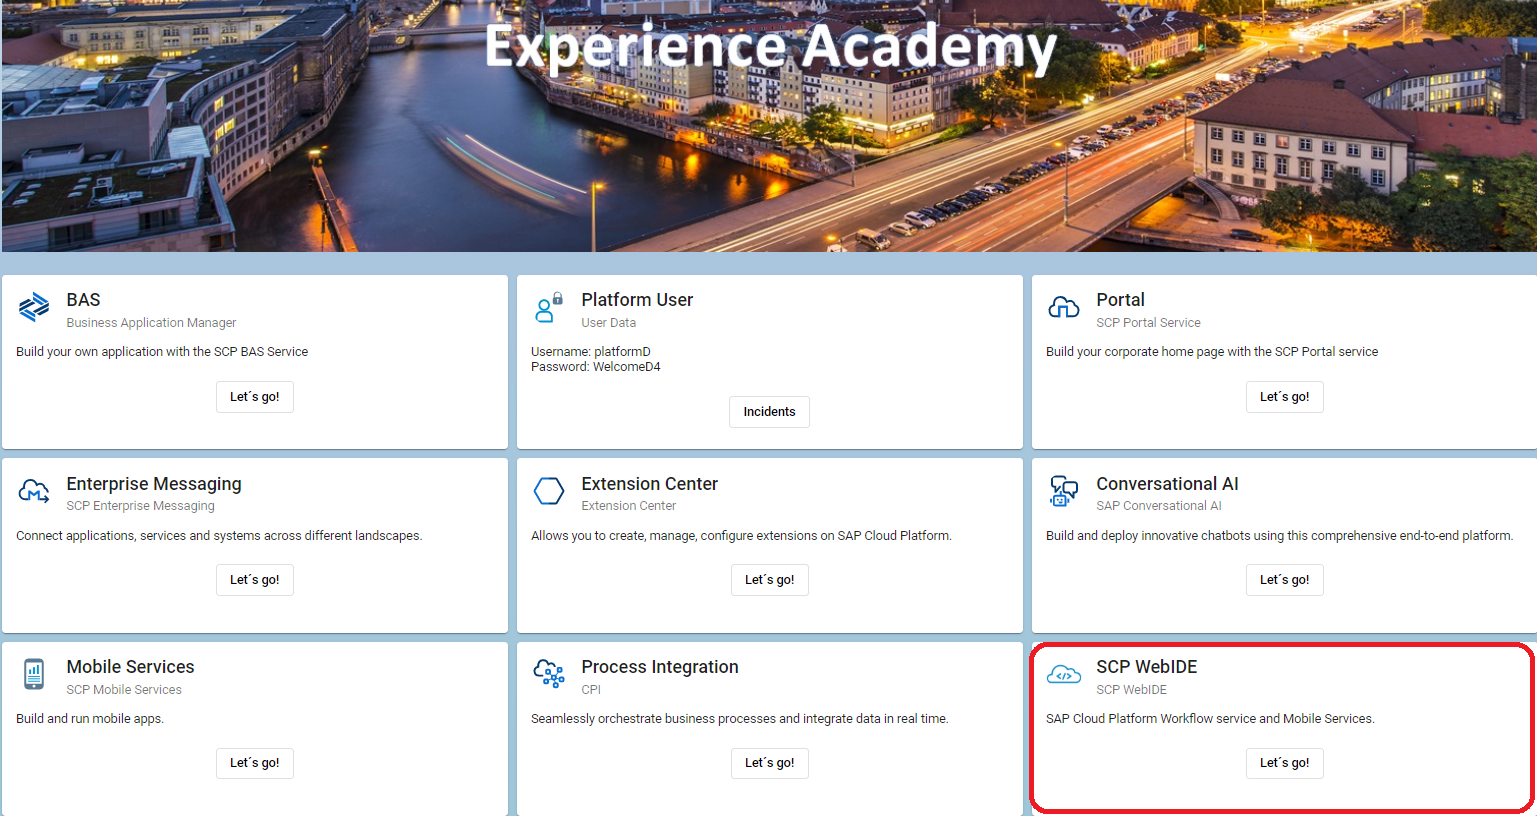 Experience Academy
BAS
Business Application Manager
Build your own application with the SCP BAS Service
Let´s go!
Platform User
User Data
Username: platformD
Password: WelcomeD4
Incidents
Portal
SCP Portal Service
Build your corporate home page with the SCP Portal service
Let´s go!
Enterprise Messaging
SCP Enterprise Messaging
Connect applications, services and systems across different landscapes.
Let´s go!
Extension Center
Extension Center
Allows you to create, manage, configure extensions on SAP Cloud Platform.
Let´s go!
Conversational AI
SAP Conversational AI
Build and deploy innovative chatbots using this comprehensive end-to-end platform.
Let´s go!
Mobile Services
SCP Mobile Services
Build and run mobile apps.
Let´s go!
Process Integration
CPI
Seamlessly orchestrate business processes and integrate data in real time.
Let´s go!
SCP WebIDE
SCP WebIDE
SAP Cloud Platform Workflow service and Mobile Services.
Let´s go!